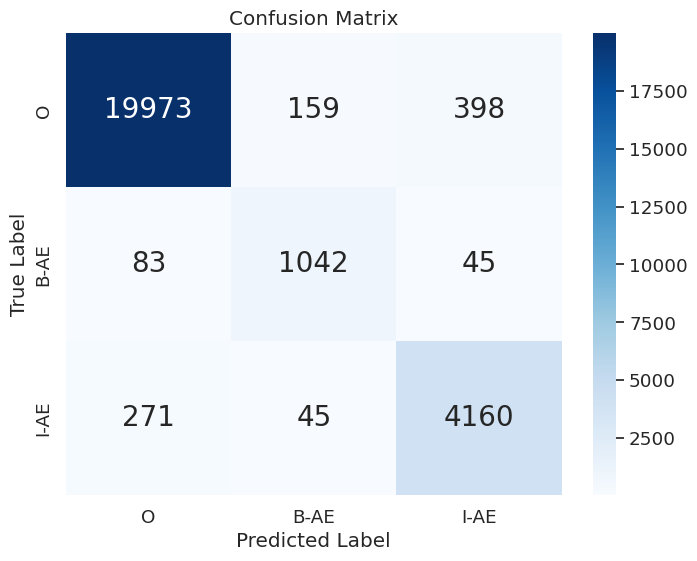 Confusion Matrix
True Label
O
19973 159 398
B-AE
83 1042 45
I-AE
271 45 4160
O B-AE I-AE
Predicted Label
17500
15000
12500
10000
7500
5000
2500